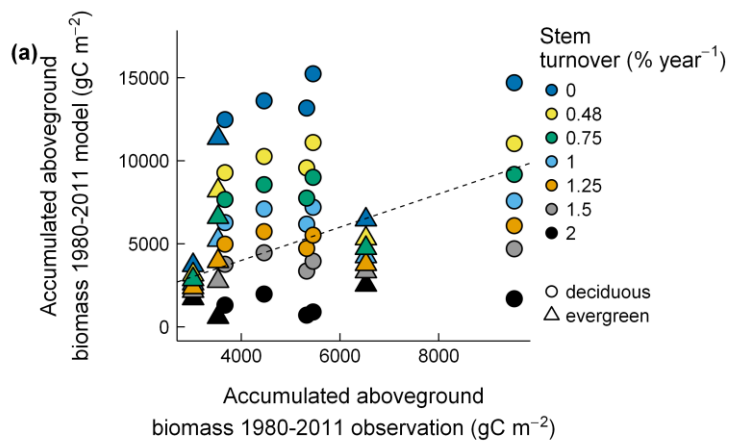 (a)
Accumulated aboveground
biomass 1980-2011 model (gC m⁻²)
15000
10000
5000
0
4000
6000
8000
Accumulated aboveground
biomass 1980-2011 observation (gC m⁻²)
Stem
turnover (% year⁻¹)
0
0.48
0.75
1
1.25
1.5
2
deciduous
evergreen